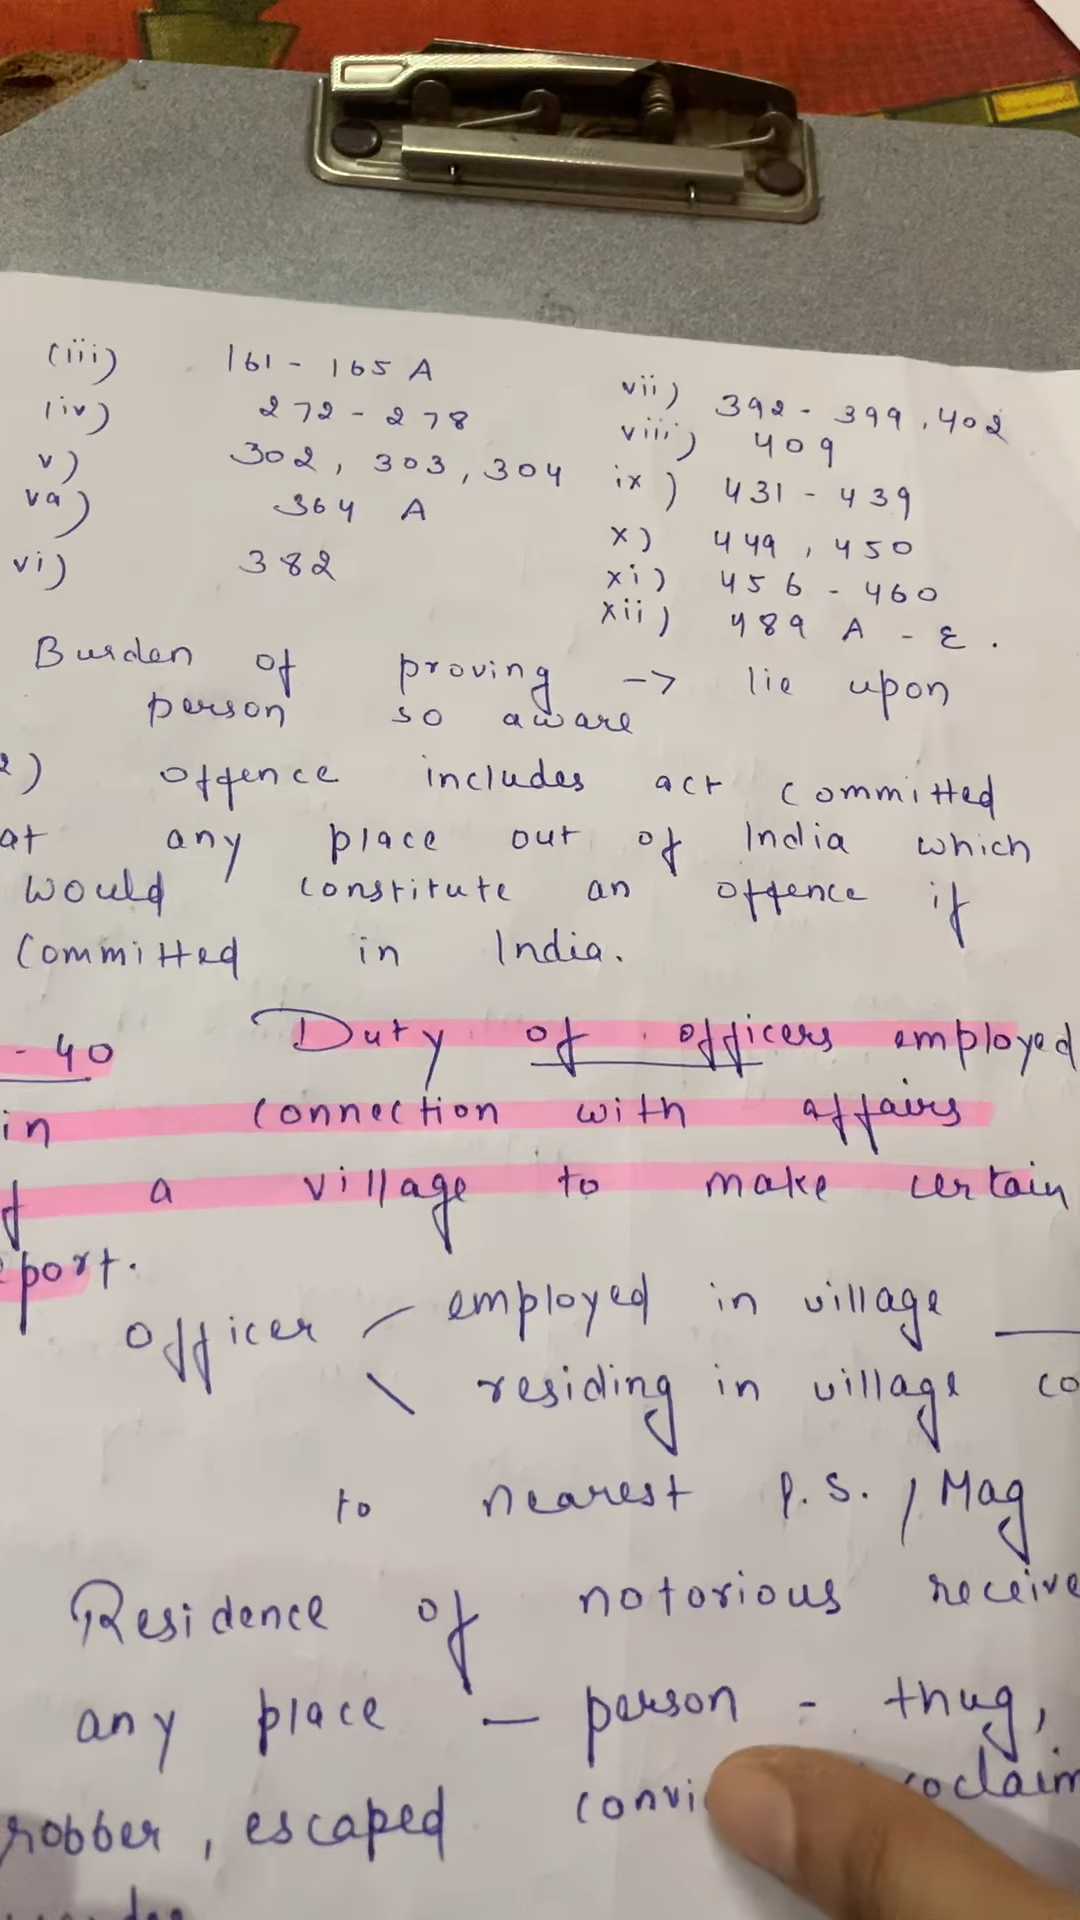 (iii) 161 - 165 A
(iv) 272 - 278
v) 302, 303, 304
va) 364 A
vi) 382
vii) 392 - 399, 402
viii) 409
ix) 431 - 439
x) 449, 450
xi) 456 - 460
xii) 489 A - E.
Burden of proving -> lie upon
person so aware
2) offence includes act committed
at any place out of India which
would constitute an offence if
committed in India.
- 40 Duty of officers employed
in connection with affairs
a village to make certain
port.
officer employed in village
residing in village co
to nearest P.S. / Mag
Residence of notorious receive
any place - person - thug,
robber, escaped convi oclaim